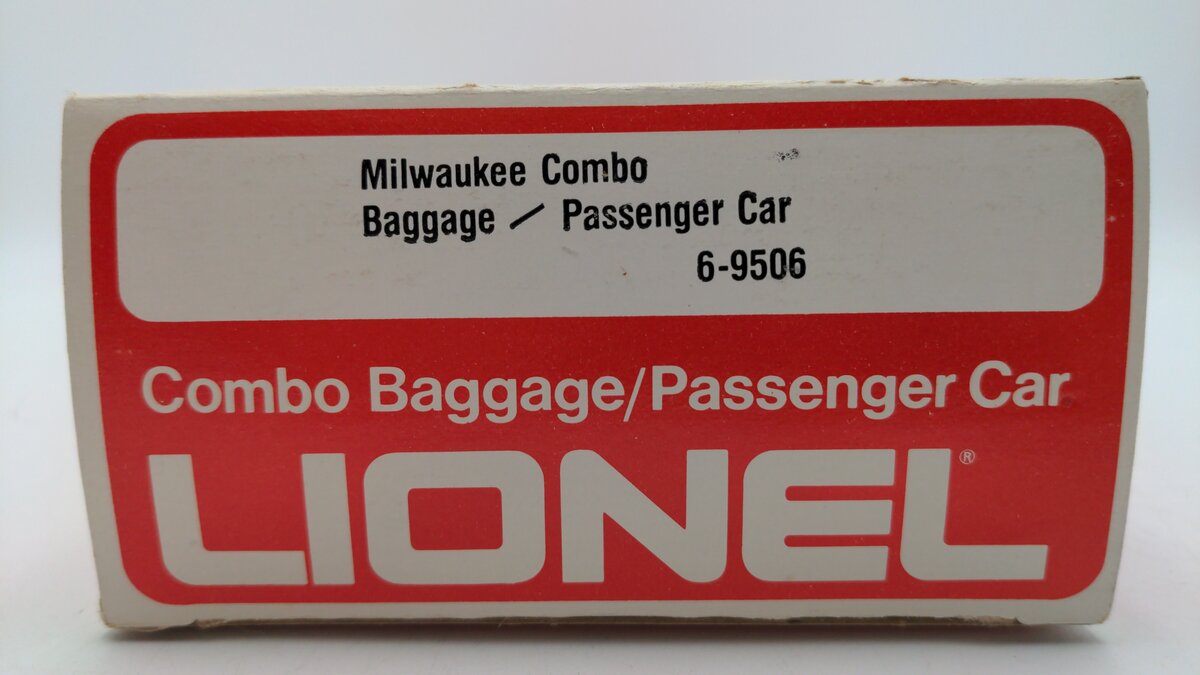 Milwaukee Combo
Baggage / Passenger Car
6-9506
Combo Baggage/Passenger Car
LIONEL®